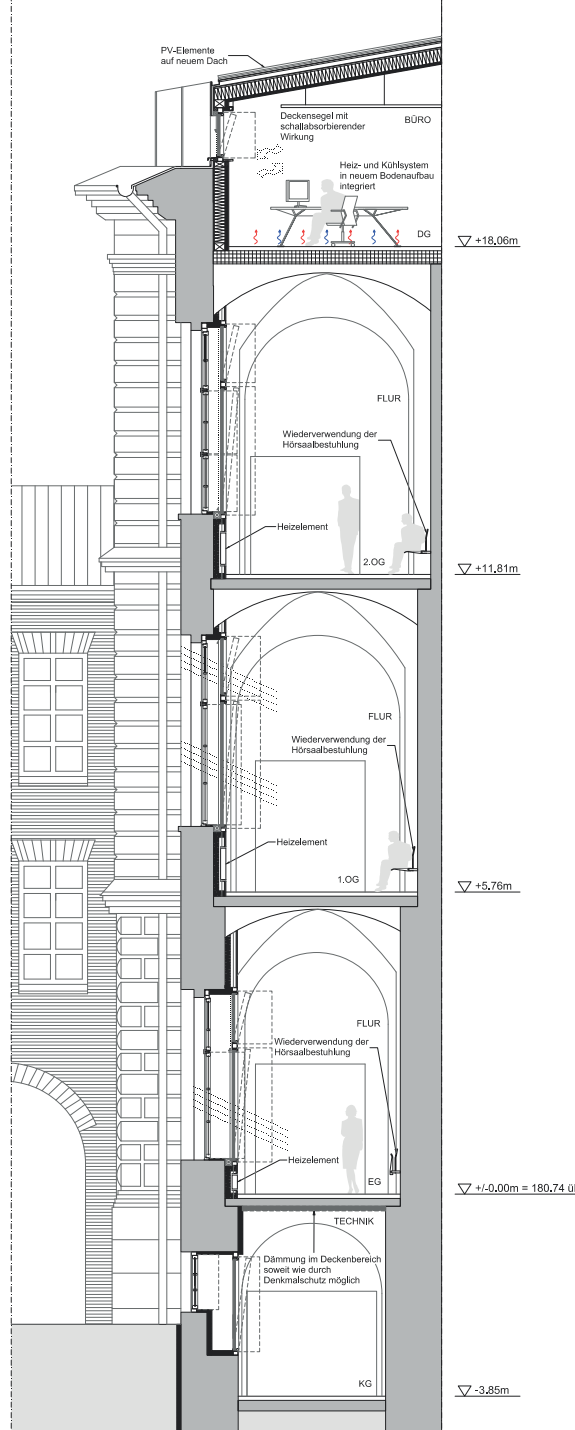 PV-Elemente
auf neuem Dach
Deckensegel mit
schallabsorbierender
Wirkung
BÜRO
Heiz- und Kühlsystem
in neuem Bodenaufbau
integriert
DG
+18.06m
FLUR
Wiederverwendung der
Hörsaalbestuhlung
Heizelement
2.OG
+11.81m
FLUR
Wiederverwendung der
Hörsaalbestuhlung
Heizelement
1.OG
+5.76m
FLUR
Wiederverwendung der
Hörsaalbestuhlung
Heizelement
EG
+/-0.00m = 180.74 ü
TECHNIK
Dämmung im Deckenbereich
soweit wie durch
Denkmalschutz möglich
KG
-3.85m